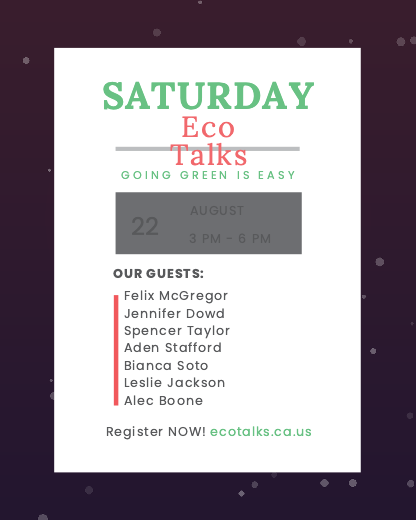 SATURDAY
Eco
Talks
GOING GREEN IS EASY
22
AUGUST
3 PM - 6 PM
OUR GUESTS:
Felix McGregor
Jennifer Dowd
Spencer Taylor
Aden Stafford
Bianca Soto
Leslie Jackson
Alec Boone
Register NOW! ecotalks.ca.us